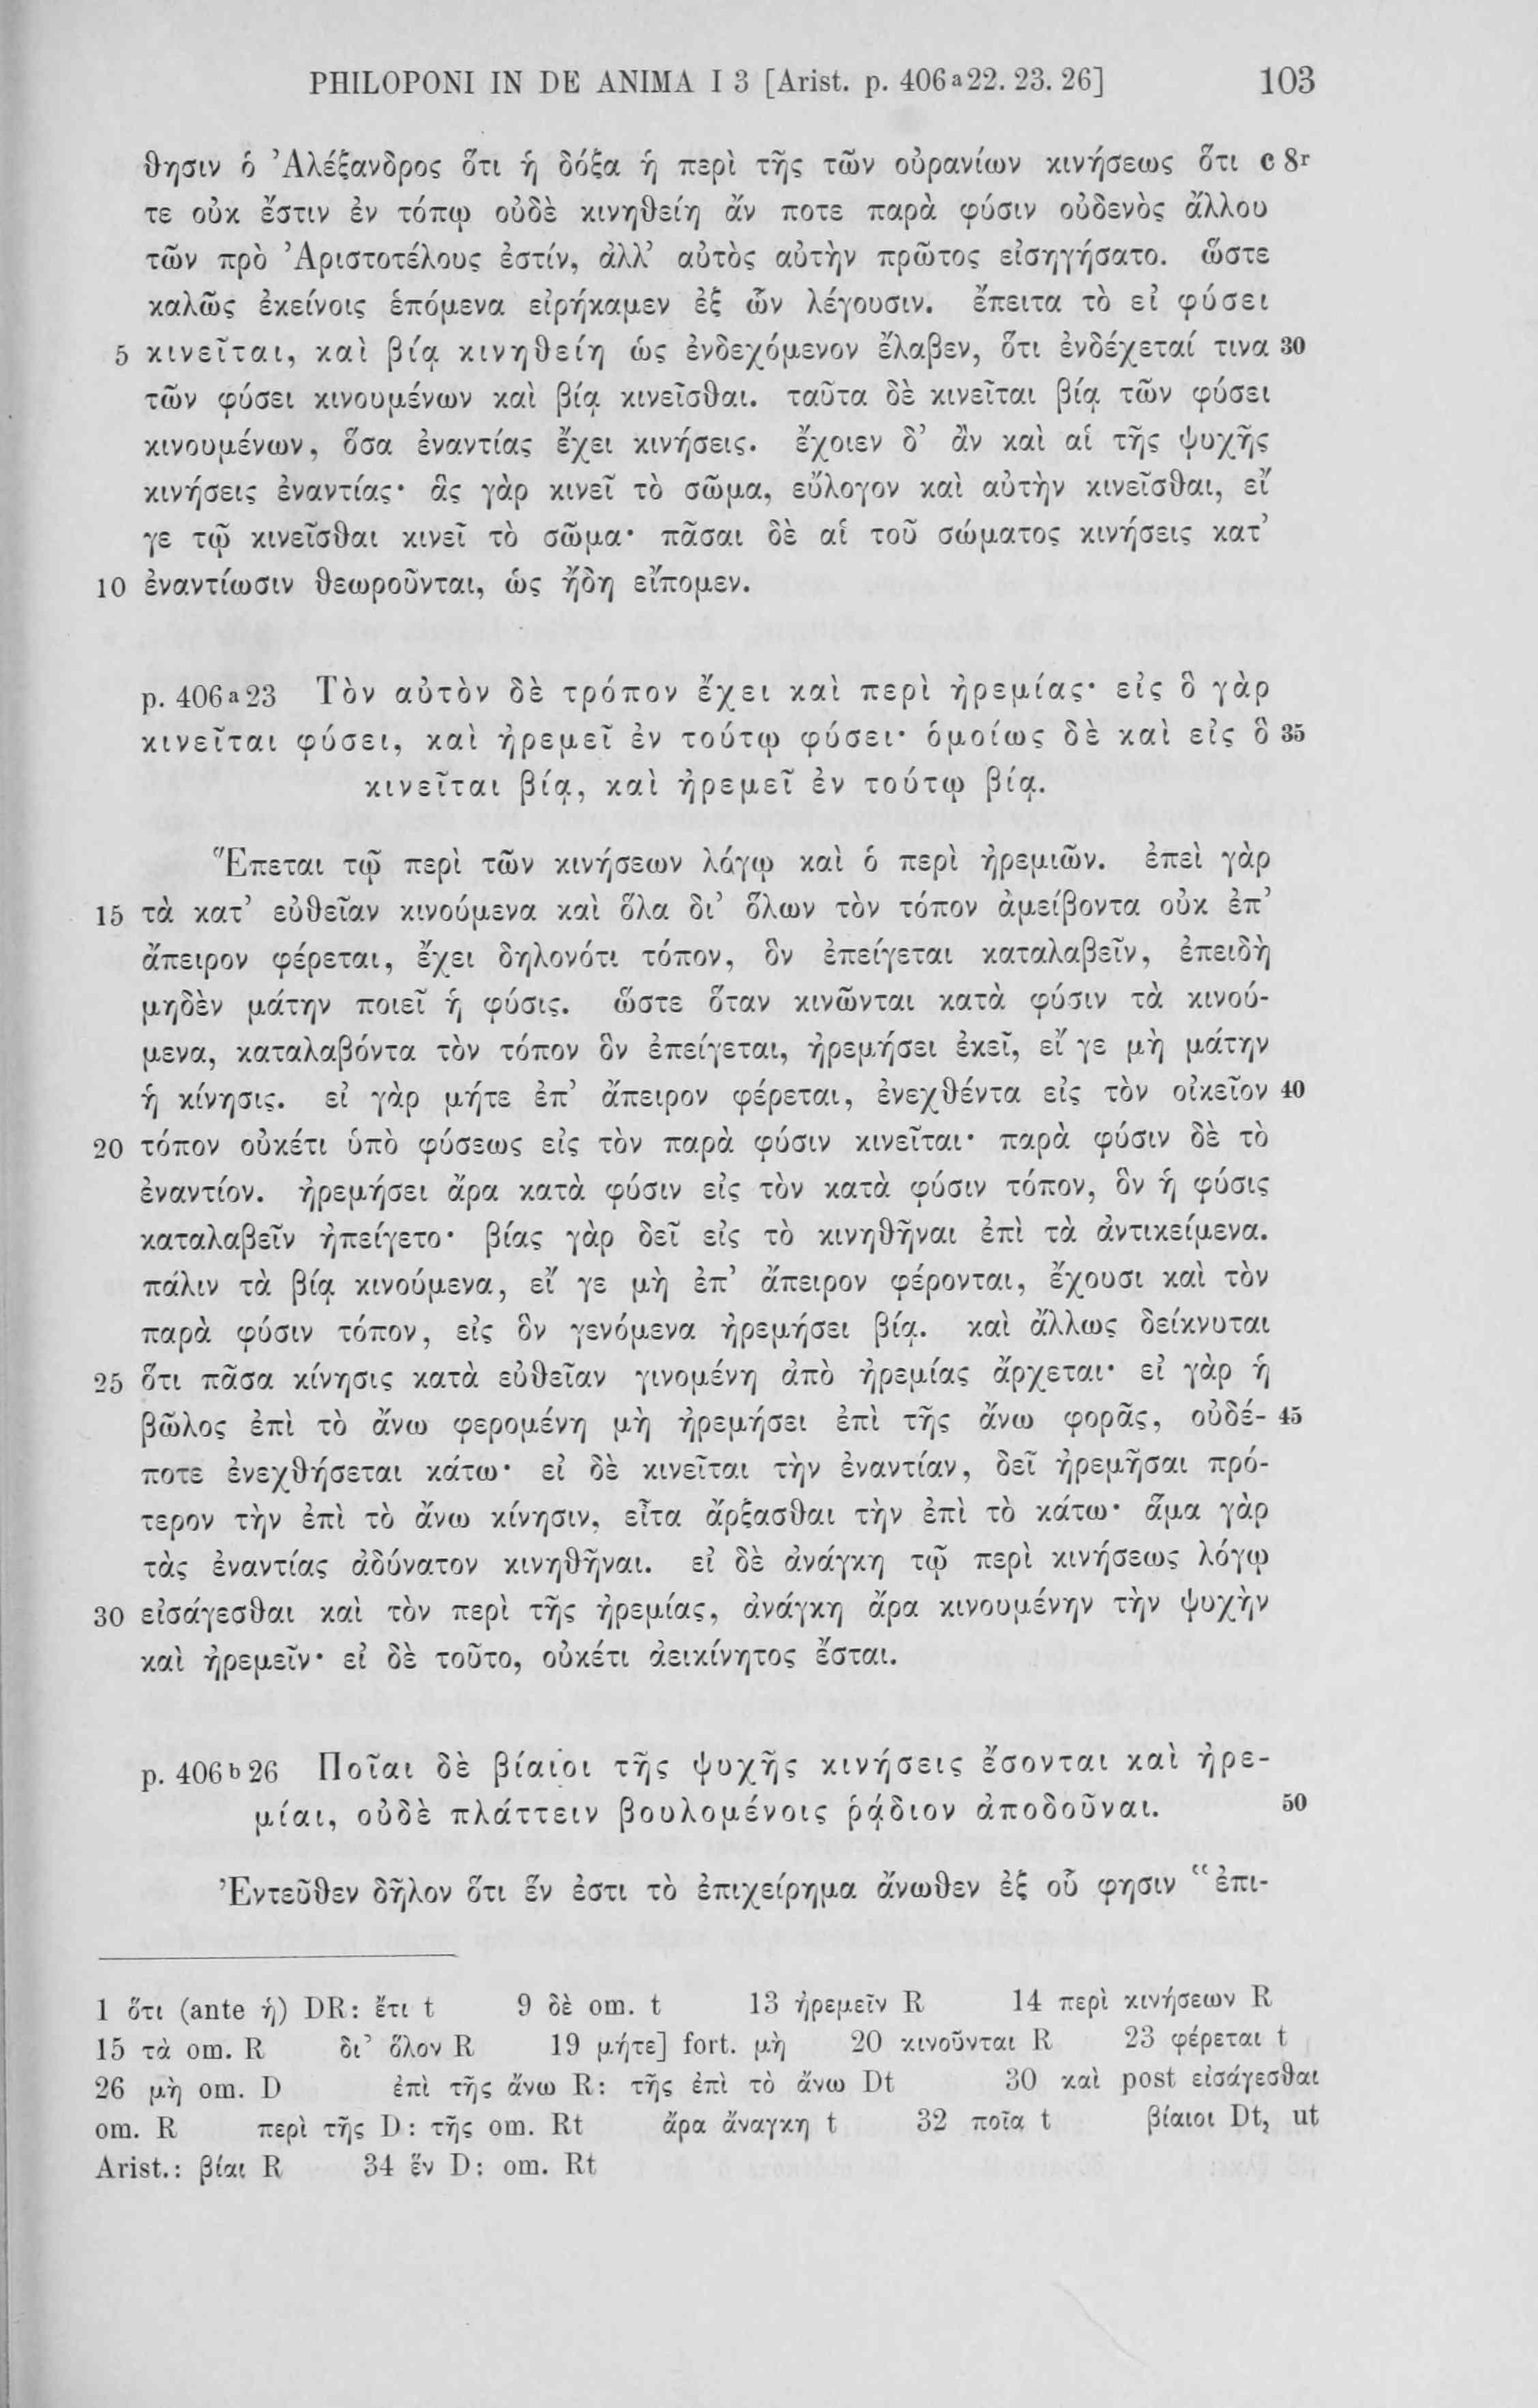 PHILOPONI IN DE ANIMA I 3 [Arist. p. 406 a 22. 23. 26] 103
θησιν ὁ Ἀλέξανδρος ὅτι ἡ δόξα ἡ περὶ τῆς τῶν οὐρανίων κινήσεως ὅτι c 8r
τε οὐκ ἔστιν ἐν τόπῳ οὐδὲ κινηθείη ἄν ποτε παρὰ φύσιν οὐδενὸς ἄλλου
τῶν πρὸ Ἀριστοτέλους ἐστίν, ἀλλ’ αὐτὸς αὐτὴν πρῶτος εἰσηγήσατο. ὥστε
καλῶς ἐκείνοις ἑπόμενα εἰρήκαμεν ἐξ ὧν λέγουσιν. ἔπειτα τὸ εἰ φύσει
5 κινεῖται, καὶ βίᾳ κινηθείη ὡς ἐνδεχόμενον ἔλαβεν, ὅτι ἐνδέχεταί τινα 30
τῶν φύσει κινουμένων καὶ βίᾳ κινεῖσθαι. ταῦτα δὲ κινεῖται βίᾳ τῶν φύσει
κινουμένων, ὅσα ἐναντίας ἔχει κινήσεις. ἔχοιεν δ’ ἂν καὶ αἱ τῆς ψυχῆς
κινήσεις ἐναντίας· ἃς γὰρ κινεῖ τὸ σῶμα, εὔλογον καὶ αὐτὴν κινεῖσθαι, εἴ
γε τῷ κινεῖσθαι κινεῖ τὸ σῶμα· πᾶσαι δὲ αἱ τοῦ σώματος κινήσεις κατ’
10 ἐναντίωσιν θεωροῦνται, ὡς ἤδη εἴπομεν.
p. 406 a 23 Τὸν αὐτὸν δὲ τρόπον ἔχει καὶ περὶ ἠρεμίας· εἰς ὃ γὰρ
κινεῖται φύσει, καὶ ἠρεμεῖ ἐν τούτῳ φύσει· ὁμοίως δὲ καὶ εἰς ὃ 35
κινεῖται βίᾳ, καὶ ἠρεμεῖ ἐν τούτῳ βίᾳ.
Ἕπεται τῷ περὶ τῶν κινήσεων λόγῳ καὶ ὁ περὶ ἠρεμιῶν. ἐπεὶ γὰρ
15 τὰ κατ’ εὐθεῖαν κινούμενα καὶ ὅλα δι’ ὅλων τὸν τόπον ἀμείβοντα οὐκ ἐπ’
ἄπειρον φέρεται, ἔχει δηλονότι τόπον, ὃν ἐπείγεται καταλαβεῖν, ἐπειδὴ
μηδὲν μάτην ποιεῖ ἡ φύσις. ὥστε ὅταν κινῶνται κατὰ φύσιν τὰ κινού-
μενα, καταλαβόντα τὸν τόπον ὃν ἐπείγεται, ἠρεμήσει ἐκεῖ, εἴ γε μὴ μάτην
ἡ κίνησις. εἰ γὰρ μήτε ἐπ’ ἄπειρον φέρεται, ἐνεχθέντα εἰς τὸν οἰκεῖον 40
20 τόπον οὐκέτι ὑπὸ φύσεως εἰς τὸν παρὰ φύσιν κινεῖται· παρὰ φύσιν δὲ τὸ
ἐναντίον. ἠρεμήσει ἄρα κατὰ φύσιν εἰς τὸν κατὰ φύσιν τόπον, ὃν ἡ φύσις
καταλαβεῖν ἠπείγετο· βίας γὰρ δεῖ εἰς τὸ κινηθῆναι ἐπὶ τὰ ἀντικείμενα.
πάλιν τὰ βίᾳ κινούμενα, εἴ γε μὴ ἐπ’ ἄπειρον φέρονται, ἔχουσι καὶ τὸν
παρὰ φύσιν τόπον, εἰς ὃν γενόμενα ἠρεμήσει βίᾳ. καὶ ἄλλως δείκνυται
25 ὅτι πᾶσα κίνησις κατὰ εὐθεῖαν γινομένη ἀπὸ ἠρεμίας ἄρχεται· εἰ γὰρ ἡ
βῶλος ἐπὶ τὸ ἄνω φερομένη μὴ ἠρεμήσει ἐπὶ τῆς ἄνω φορᾶς, οὐδέ- 45
ποτε ἐνεχθήσεται κάτω· εἰ δὲ κινεῖται τὴν ἐναντίαν, δεῖ ἠρεμῆσαι πρό-
τερον τὴν ἐπὶ τὸ ἄνω κίνησιν, εἶτα ἄρξασθαι τὴν ἐπὶ τὸ κάτω· ἅμα γὰρ
τὰς ἐναντίας ἀδύνατον κινηθῆναι. εἰ δὲ ἀνάγκη τῷ περὶ κινήσεως λόγῳ
30 εἰσάγεσθαι καὶ τὸν περὶ τῆς ἠρεμίας, ἀνάγκη ἄρα κινουμένην τὴν ψυχὴν
καὶ ἠρεμεῖν· εἰ δὲ τοῦτο, οὐκέτι ἀεικίνητος ἔσται.
p. 406 b 26 Ποῖαι δὲ βίαιοι τῆς ψυχῆς κινήσεις ἔσονται καὶ ἠρε-
μίαι, οὐδὲ πλάττειν βουλομένοις ῥᾴδιον ἀποδοῦναι. 50
Ἐντεῦθεν δῆλον ὅτι ἕν ἐστι τὸ ἐπιχείρημα ἄνωθεν ἐξ οὗ φησιν “ἐπι-
1 ὅτι (ante ἡ) DR: ἔτι t 9 δὲ om. t 13 ἠρεμεῖν R 14 περὶ κινήσεων R
15 τὰ om. R δι’ ὅλον R 19 μήτε] fort. μὴ 20 κινοῦνται R 23 φέρεται t
26 μὴ om. D ἐπὶ τῆς ἄνω R: τῆς ἐπὶ τὸ ἄνω Dt 30 καὶ post εἰσάγεσθαι
om. R περὶ τῆς D: τῆς om. Rt ἄρα ἄναγκη t 32 ποῖα t βίαιοι Dt, ut
Arist.: βίαι R 34 ἕν D: om. Rt